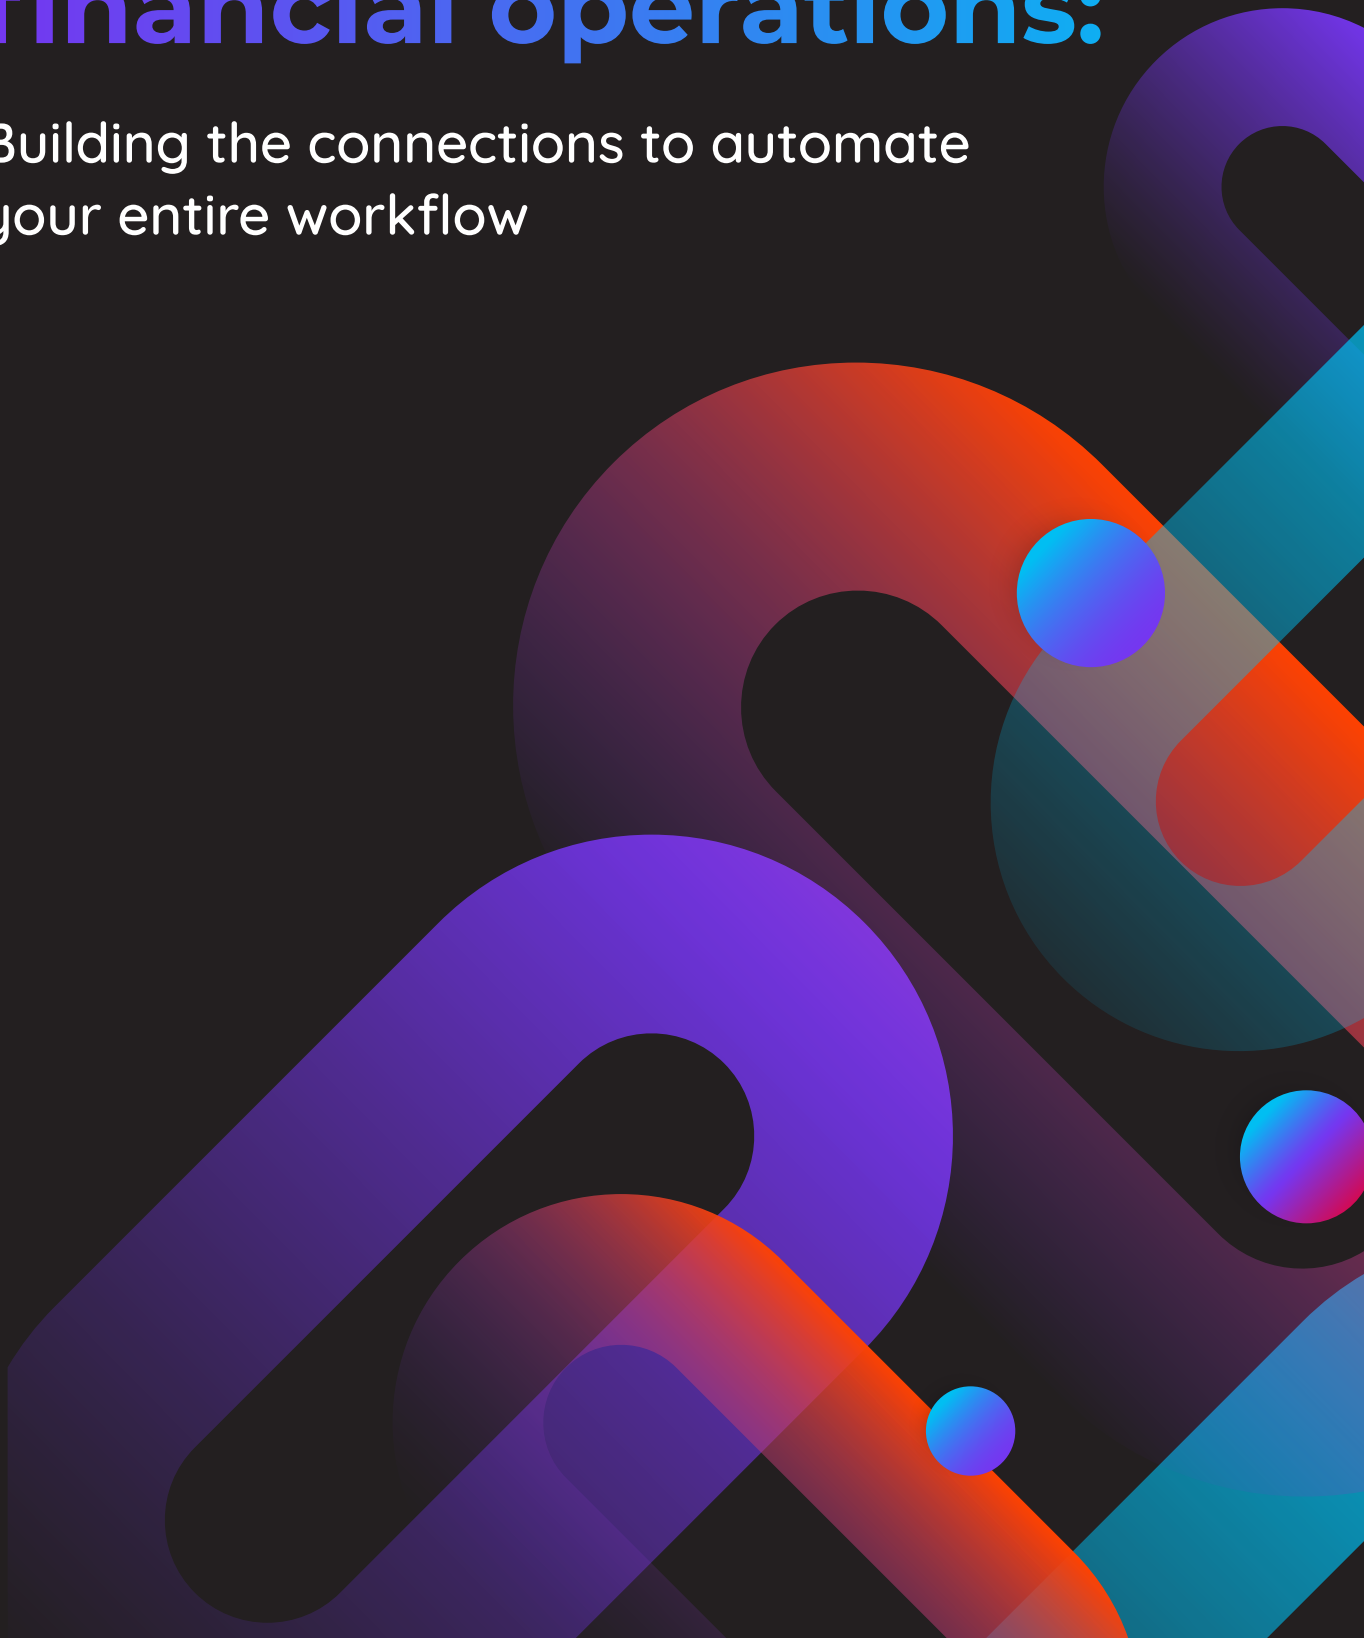 financial operations:
Building the connections to automate
your entire workflow